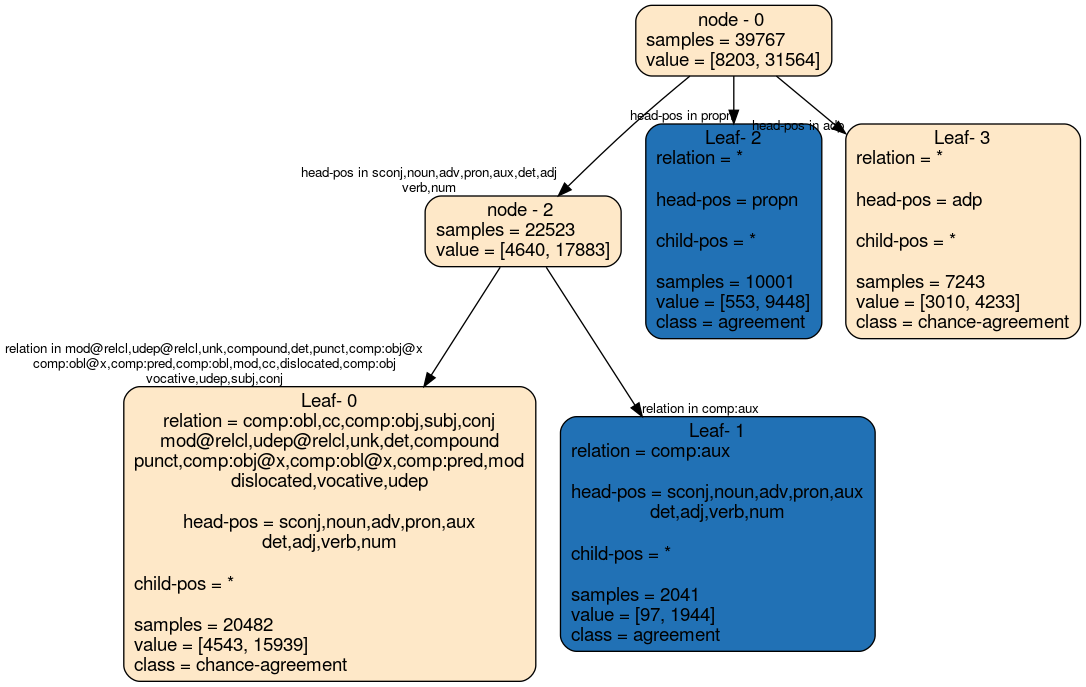 node - 0
samples = 39767
value = [8203, 31564]
head-pos in propn
head-pos in adp
Leaf- 2
relation = *
head-pos = propn
child-pos = *
samples = 10001
value = [553, 9448]
class = agreement
Leaf- 3
relation = *
head-pos = adp
child-pos = *
samples = 7243
value = [3010, 4233]
class = chance-agreement
head-pos in sconj,noun,adv,pron,aux,det,adj
verb,num
node - 2
samples = 22523
value = [4640, 17883]
relation in mod@relcl,udep@relcl,unk,compound,det,punct,comp:obj@x
comp:obl@x,comp:pred,comp:obl,mod,cc,dislocated,comp:obj
vocative,udep,subj,conj
Leaf- 0
relation = comp:obl,cc,comp:obj,subj,conj
mod@relcl,udep@relcl,unk,det,compound
punct,comp:obj@x,comp:obl@x,comp:pred,mod
dislocated,vocative,udep
head-pos = sconj,noun,adv,pron,aux
det,adj,verb,num
child-pos = *
samples = 20482
value = [4543, 15939]
class = chance-agreement
relation in comp:aux
Leaf- 1
relation = comp:aux
head-pos = sconj,noun,adv,pron,aux
det,adj,verb,num
child-pos = *
samples = 2041
value = [97, 1944]
class = agreement